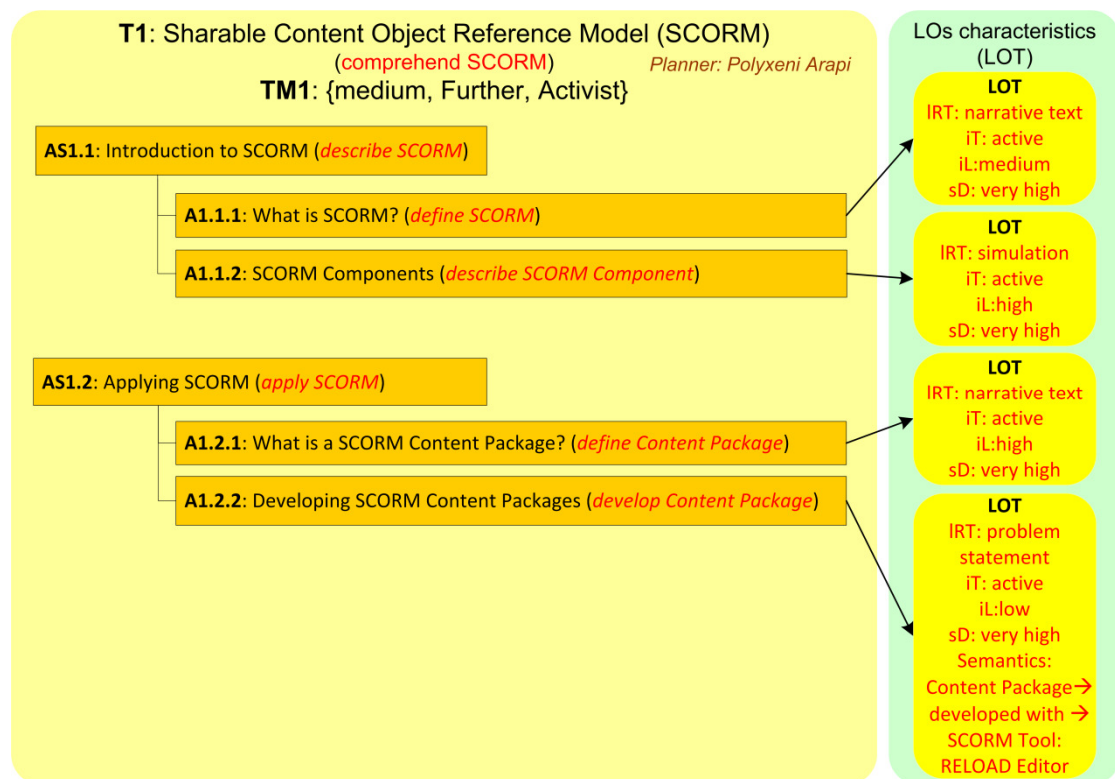 T1: Sharable Content Object Reference Model (SCORM)
(comprehend SCORM)
Planner: Polyxeni Arapi
TM1: {medium, Further, Activist}
AS1.1: Introduction to SCORM (describe SCORM)
A1.1.1: What is SCORM? (define SCORM)
A1.1.2: SCORM Components (describe SCORM Component)
AS1.2: Applying SCORM (apply SCORM)
A1.2.1: What is a SCORM Content Package? (define Content Package)
A1.2.2: Developing SCORM Content Packages (develop Content Package)
LOs characteristics
(LOT)
LOT
lRT: narrative text
iT: active
iL:medium
sD: very high
LOT
lRT: simulation
iT: active
iL:high
sD: very high
LOT
lRT: narrative text
iT: active
iL:high
sD: very high
LOT
lRT: problem
statement
iT: active
iL:low
sD: very high
Semantics:
Content Package→
developed with →
SCORM Tool:
RELOAD Editor